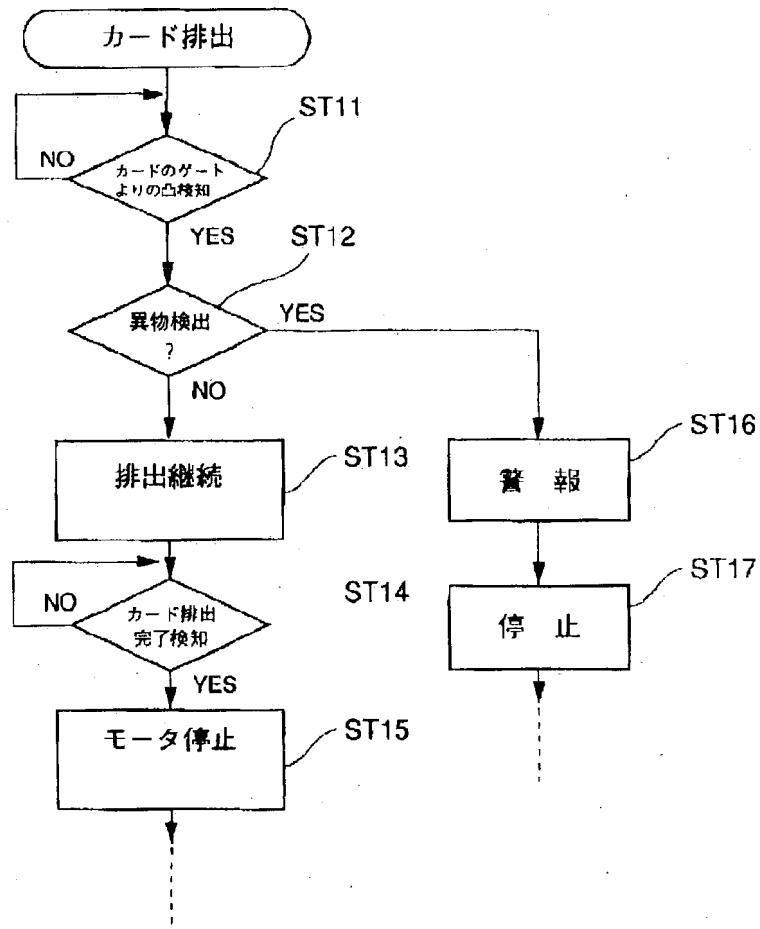 カード排出
ST11
NO
カードのゲート
よりの凸検知
YES
ST12
異物検出
?
YES
NO
ST16
排出継続
ST13
警 報
ST14
ST17
NO
カード排出
完了検知
停 止
YES
モータ停止
ST15